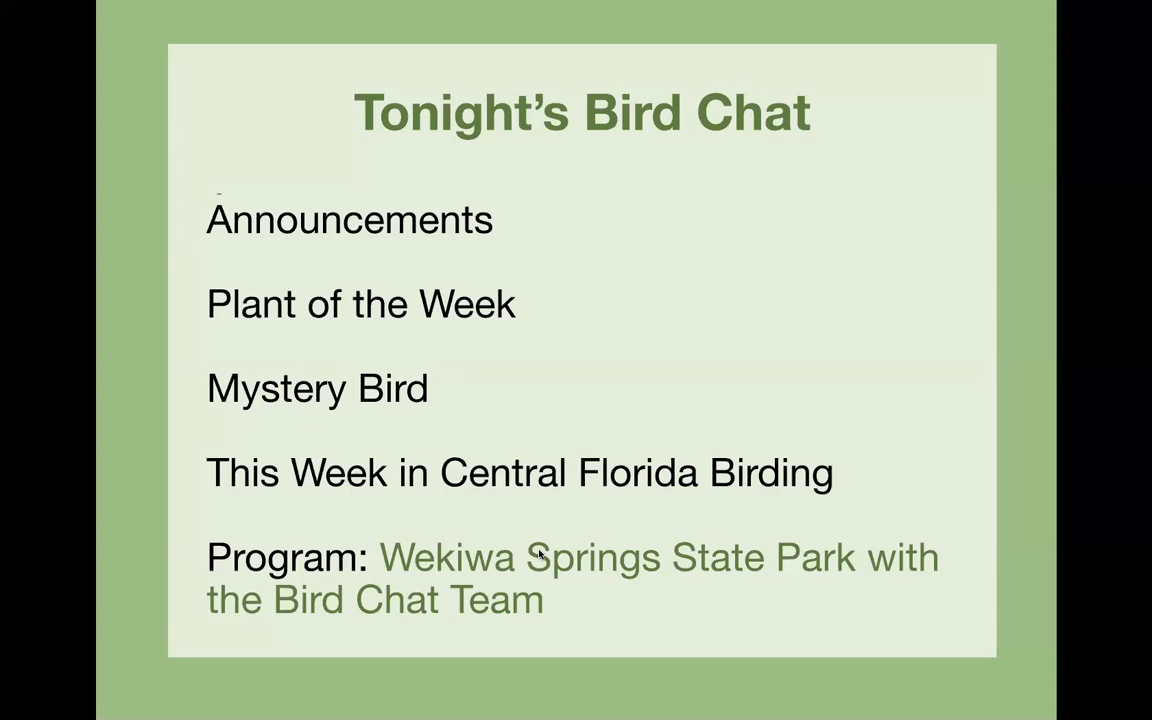 Tonight’s Bird Chat
Announcements
Plant of the Week
Mystery Bird
This Week in Central Florida Birding
Program: Wekiwa Springs State Park with
the Bird Chat Team